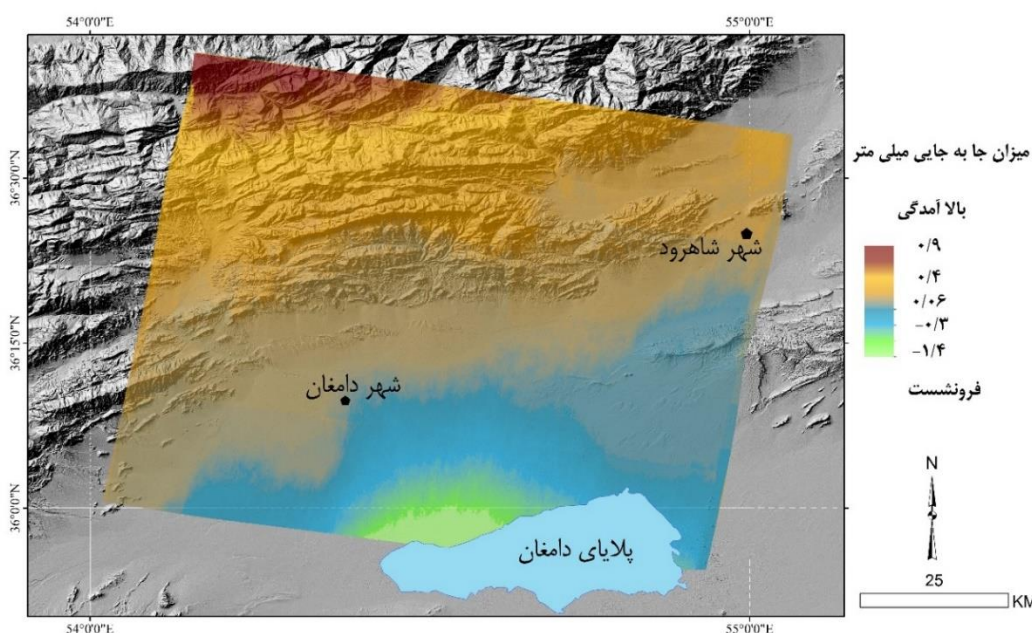 54°0'0"E
55°0'0"E
36°30'0"N
36°15'0"N
36°0'0"N
شهر شاهرود
شهر دامغان
پلایای دامغان
54°0'0"E
55°0'0"E
میزان جا به جایی میلی متر
بالا آمدگی
۰/۹
۰/۴
۰/۰۶
-۰/۳
-۱/۴
فرونشست
N
25
KM